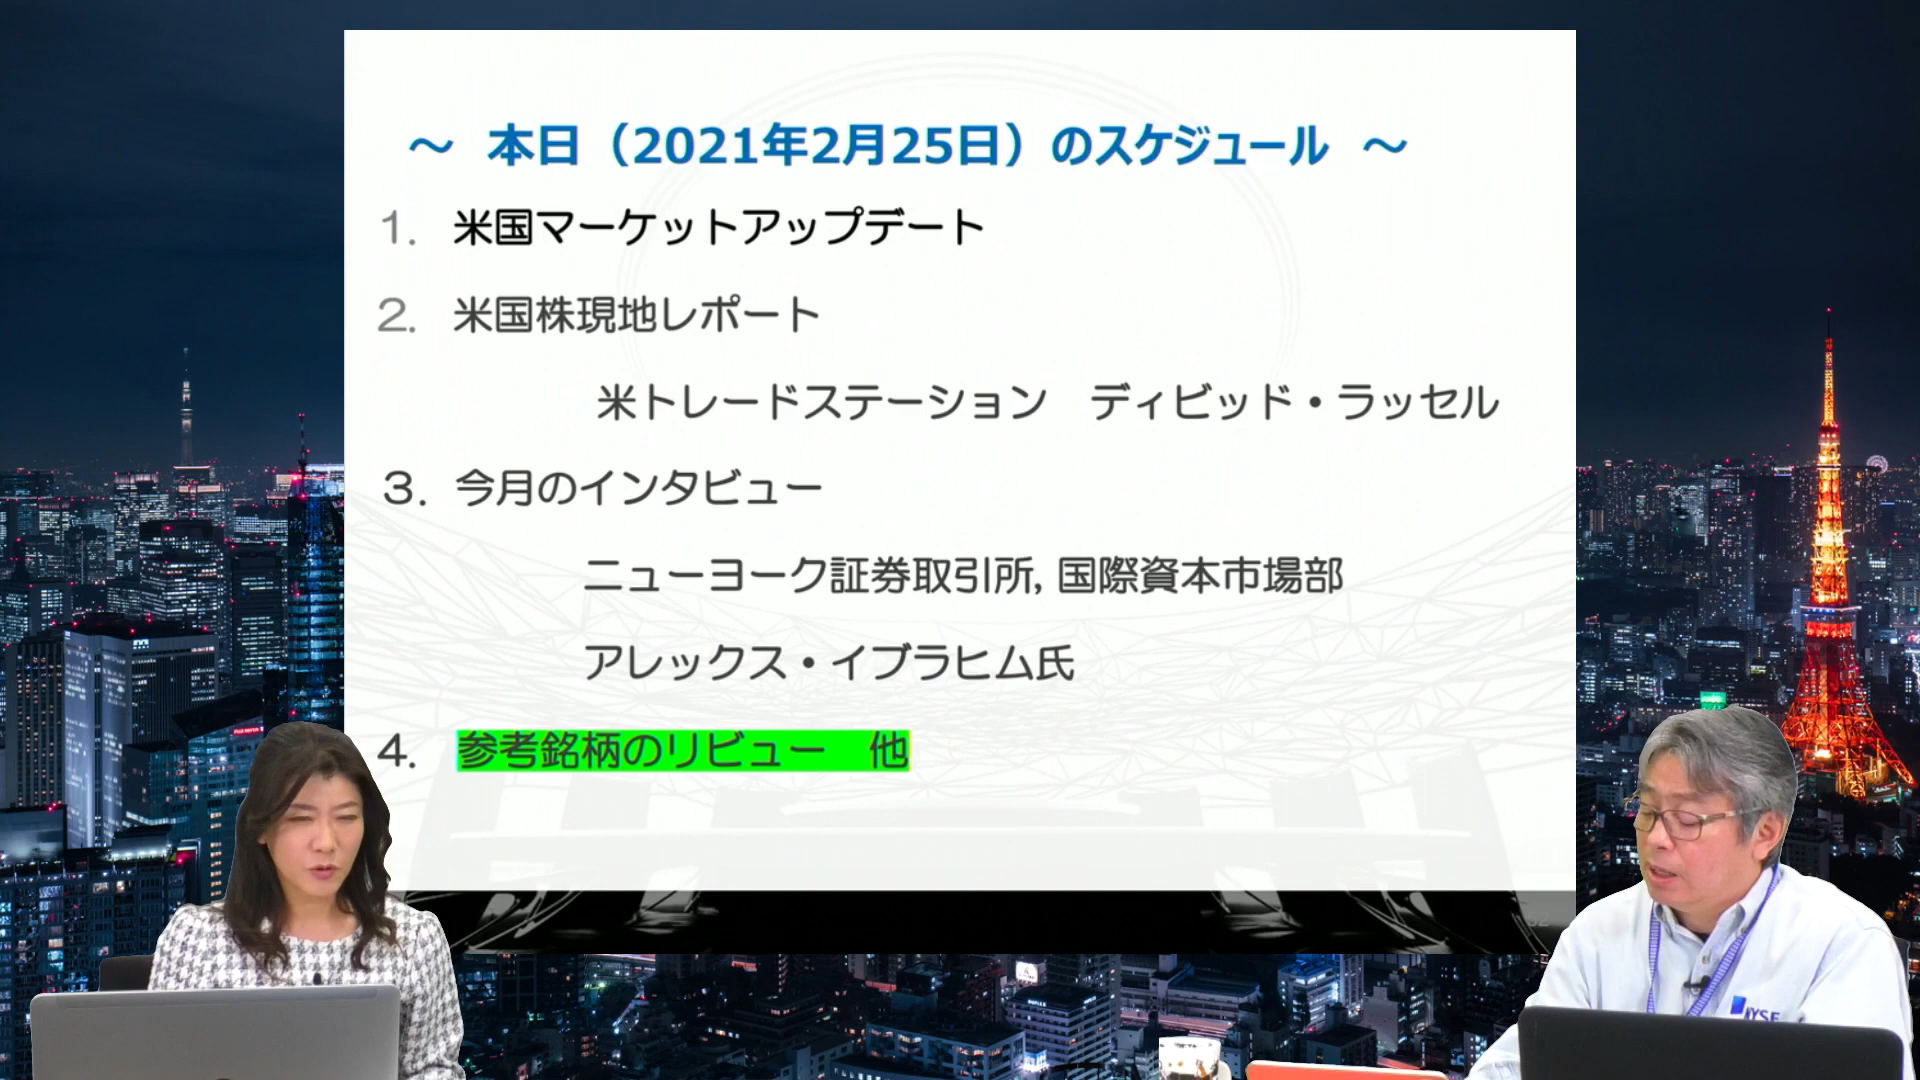 ～ 本日（2021年2月25日）のスケジュール ～
1. 米国マーケットアップデート
2. 米国株現地レポート
米トレードステーション　ディビッド・ラッセル
3. 今月のインタビュー
ニューヨーク証券取引所, 国際資本市場部
アレックス・イブラヒム氏
4. 参考銘柄のリビュー　他
NYSE